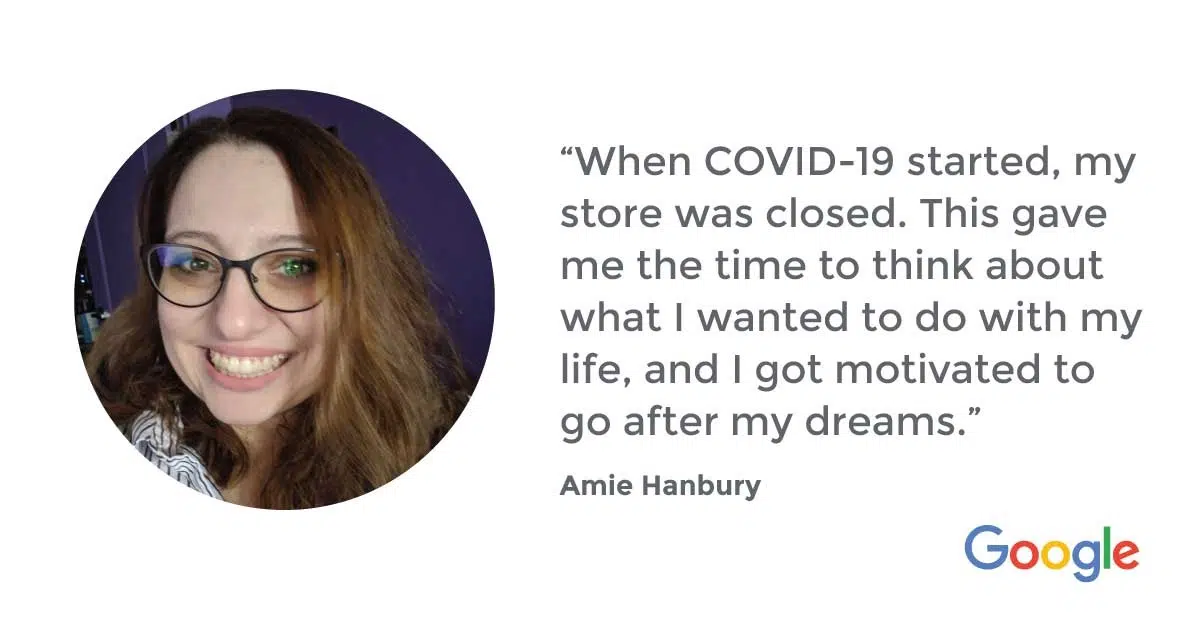 “When COVID-19 started, my
store was closed. This gave
me the time to think about
what I wanted to do with my
life, and I got motivated to
go after my dreams.”
Amie Hanbury
Google